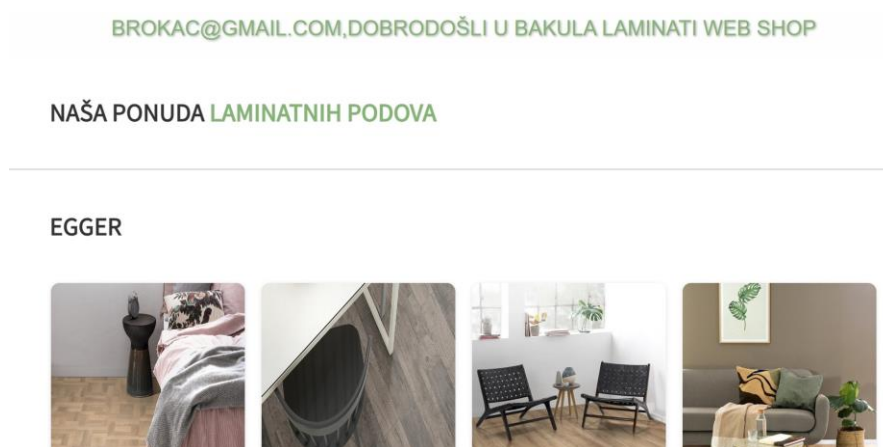 BROKAC@GMAIL.COM,DOBRODOŠLI U BAKULA LAMINATI WEB SHOP
NAŠA PONUDA LAMINATNIH PODOVA
EGGER